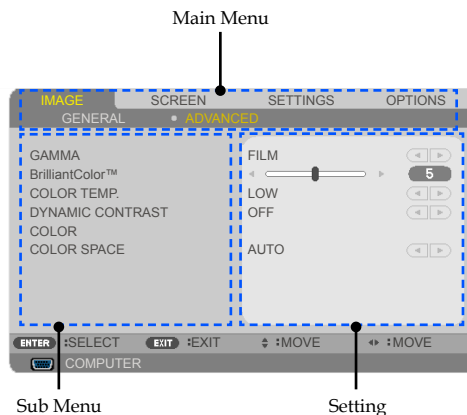 Main Menu
IMAGE SCREEN SETTINGS OPTIONS
GENERAL ADVANCED
GAMMA FILM
BrilliantColor™ 5
COLOR TEMP. LOW
DYNAMIC CONTRAST OFF
COLOR
COLOR SPACE AUTO
ENTER :SELECT EXIT :EXIT :MOVE :MOVE
COMPUTER
Sub Menu Setting